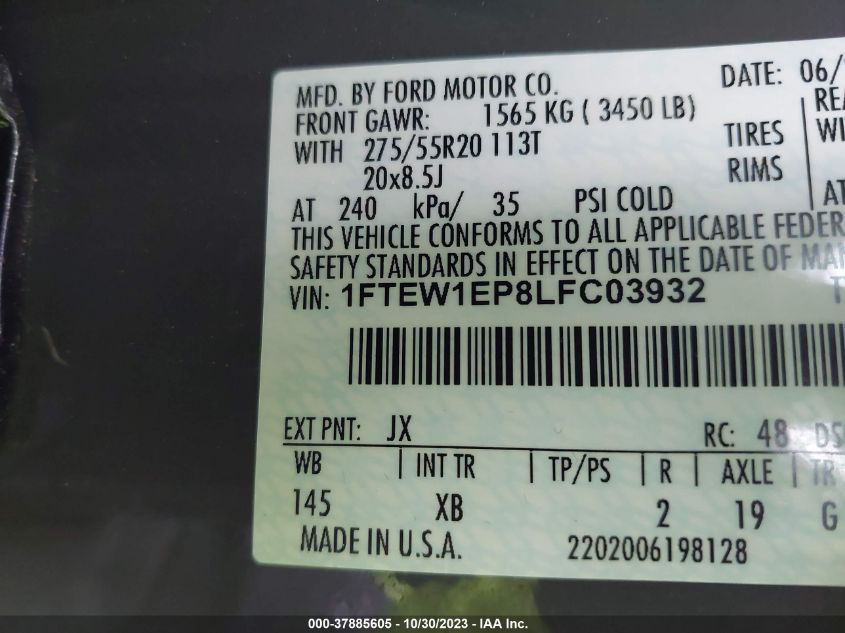 MFD. BY FORD MOTOR CO. DATE: 06/
FRONT GAWR: 1565 KG ( 3450 LB)
WITH 275/55R20 113T TIRES
20x8.5J RIMS
AT 240 kPa/ 35 PSI COLD AT
THIS VEHICLE CONFORMS TO ALL APPLICABLE FEDER
SAFETY STANDARDS IN EFFECT ON THE DATE OF MAN
VIN: 1FTEW1EP8LFC03932
EXT PNT: JX RC: 48 DS
WB | INT TR | TP/PS | R | AXLE | TR
145 XB 2 19 G
MADE IN U.S.A. 2202006198128
000-37885605 - 10/30/2023 - IAA Inc.